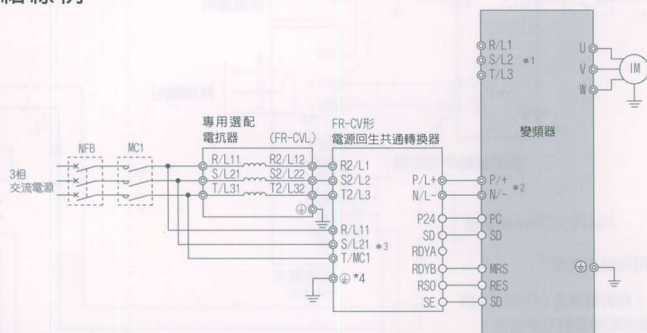 結線例
R/L1
S/L2 *1
T/L3
U
V
W
IM
變頻器
專用選配
電抗器 (FR-CVL)
FR-CV形
電源回生共通轉換器
NFB
MC1
3相
交流電源
R/L11 R2/L12
S/L21 S2/L22
T/L31 T2/L32
R2/L1
S2/L2
T2/L3
P/L+ P/+
N/L- N/- *2
P24 PC
SD SD
RDYA
RDYB MRS
RSO RES
SE SD
R/L11
S/L21 *3
T/MC1
*4